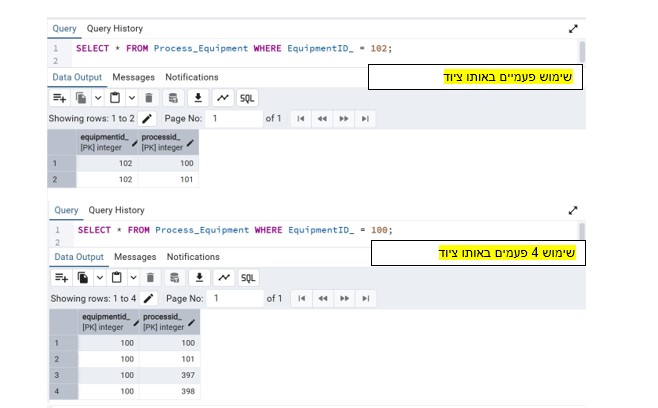 Query Query History
1 SELECT * FROM Process_Equipment WHERE EquipmentID_ = 102;
2
שימוש פעמיים באותו ציוד
Data Output Messages Notifications
SQL
Showing rows: 1 to 2 Page No: 1 of 1
equipmentid_ processid_
[PK] integer [PK] integer
1 102 100
2 102 101
Query Query History
1 SELECT * FROM Process_Equipment WHERE EquipmentID_ = 100;
2
שימוש 4 פעמים באותו ציוד
Data Output Messages Notifications
SQL
Showing rows: 1 to 4 Page No: 1 of 1
equipmentid_ processid_
[PK] integer [PK] integer
1 100 100
2 100 101
3 100 397
4 100 398